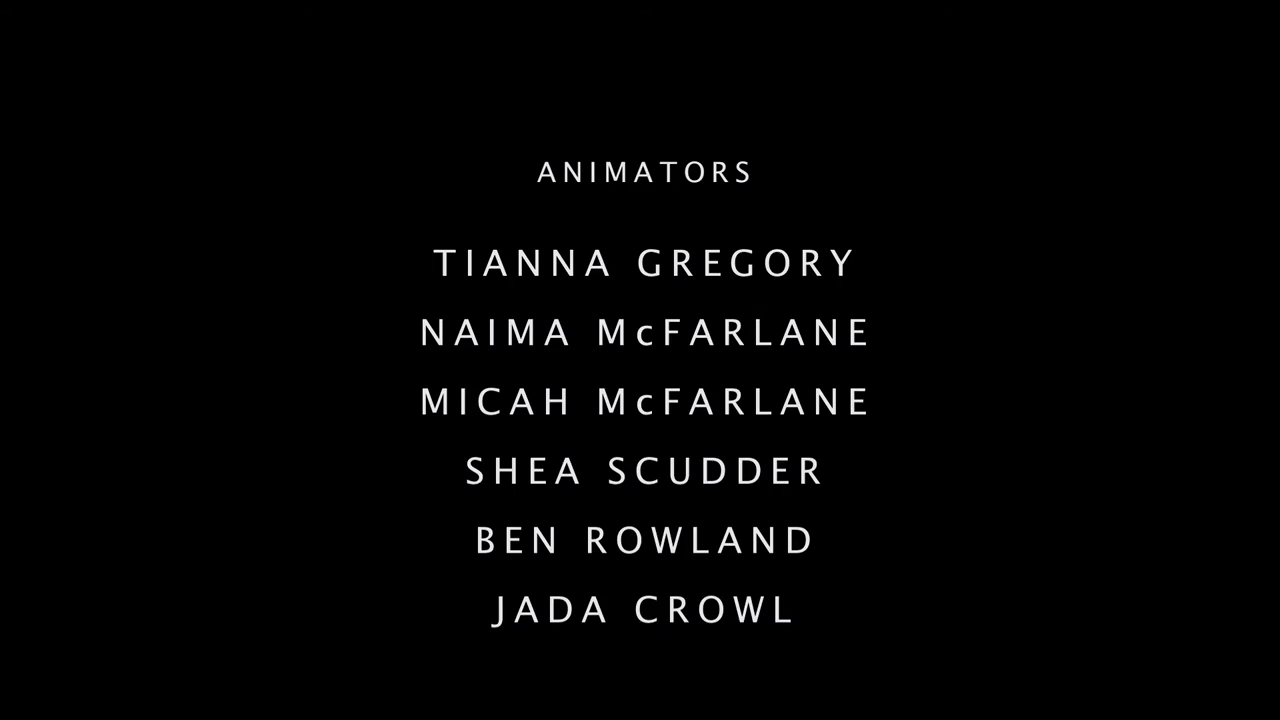 ANIMATORS
TIANNA GREGORY
NAIMA McFARLANE
MICAH McFARLANE
SHEA SCUDDER
BEN ROWLAND
JADA CROWL